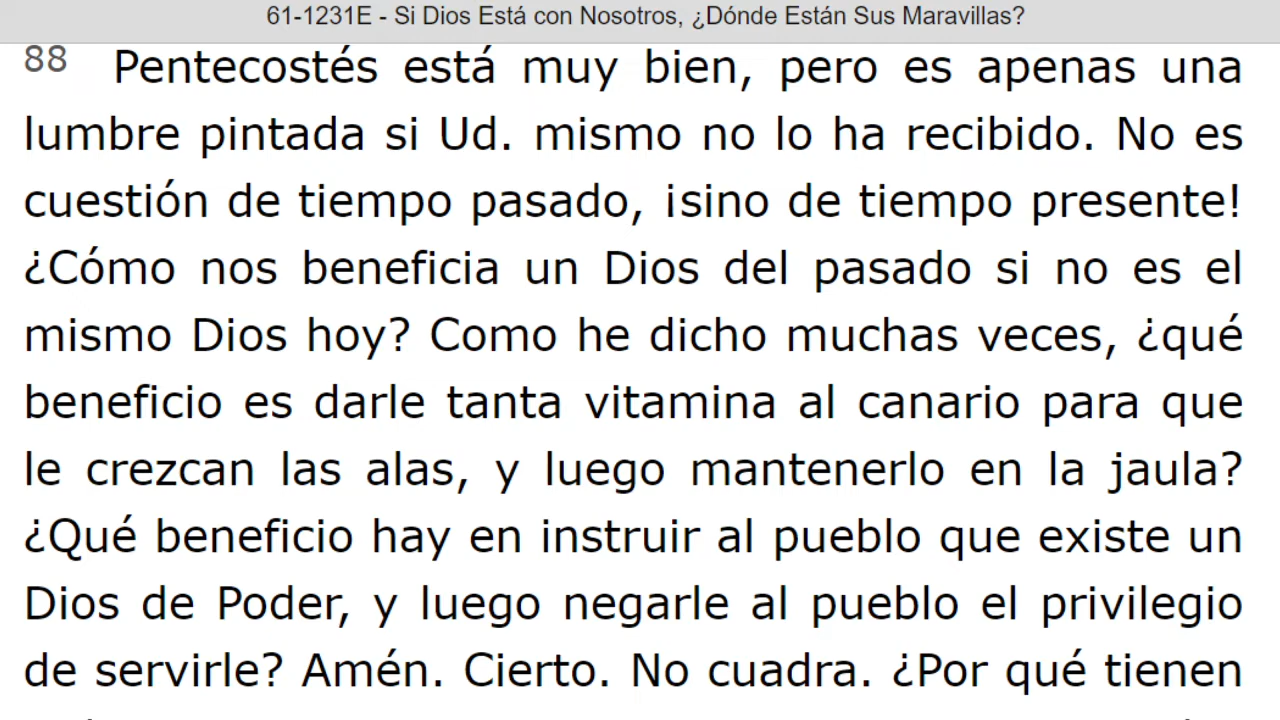 61-1231E - Si Dios Está con Nosotros, ¿Dónde Están Sus Maravillas?
88 Pentecostés está muy bien, pero es apenas una
lumbre pintada si Ud. mismo no lo ha recibido. No es
cuestión de tiempo pasado, ¡sino de tiempo presente!
¿Cómo nos beneficia un Dios del pasado si no es el
mismo Dios hoy? Como he dicho muchas veces, ¿qué
beneficio es darle tanta vitamina al canario para que
le crezcan las alas, y luego mantenerlo en la jaula?
¿Qué beneficio hay en instruir al pueblo que existe un
Dios de Poder, y luego negarle al pueblo el privilegio
de servirle? Amén. Cierto. No cuadra. ¿Por qué tienen